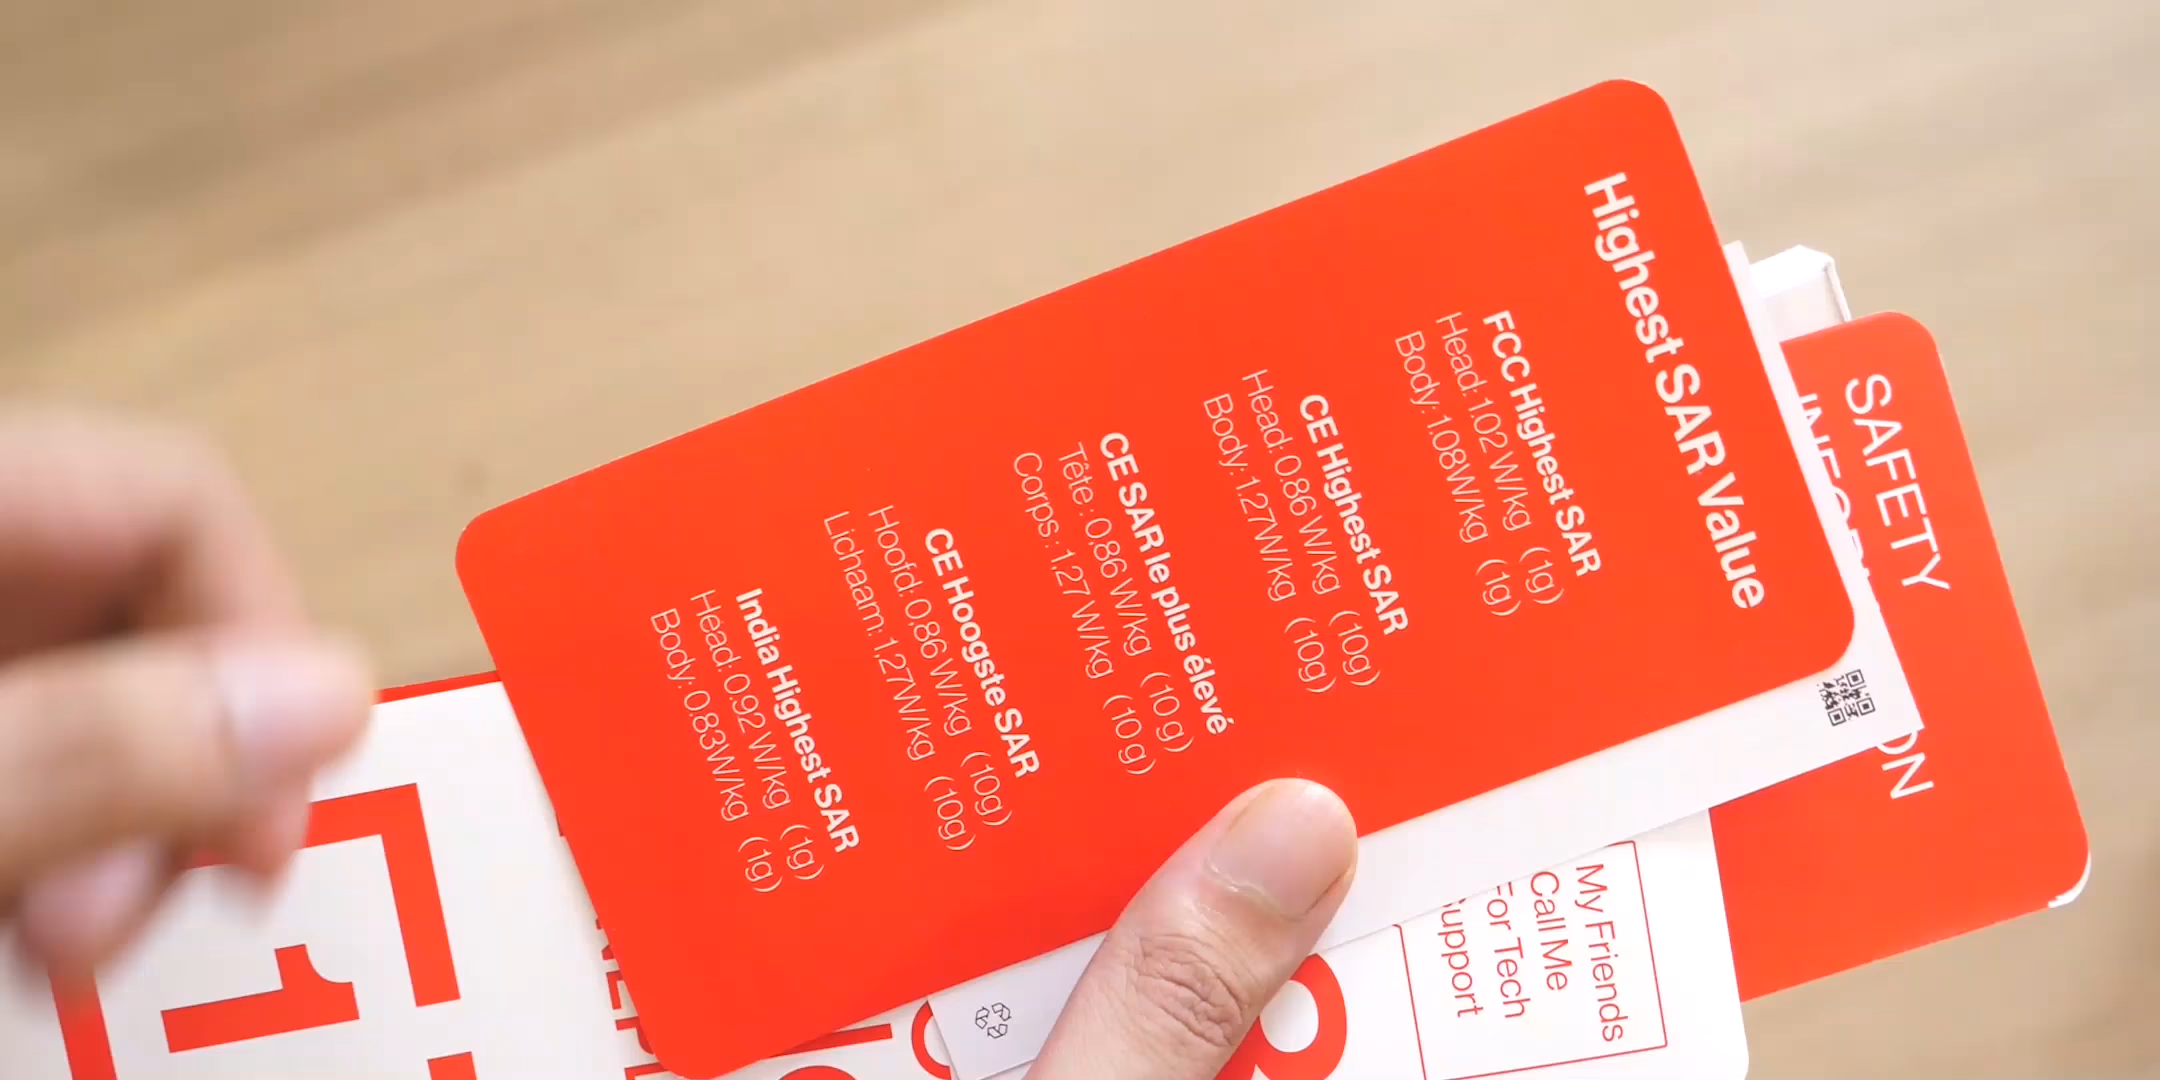 Highest SAR Value
FCC Highest SAR
Head: 1.02 W/kg (1g)
Body: 1.08W/kg (1g)
CE Highest SAR
Head: 0.86 W/kg (10g)
Body: 1.27W/kg (10g)
CE SAR le plus élevé
Tête : 0,86 W/kg (10 g)
Corps : 1,27 W/kg (10 g)
CE Hoogste SAR
Hoofd: 0,86 W/kg (10g)
Lichaam: 1,27W/kg (10g)
India Highest SAR
Head: 0.92 W/kg (1g)
Body: 0.83W/kg (1g)
SAFETY
My Friends
Call Me
For Tech
Support
1